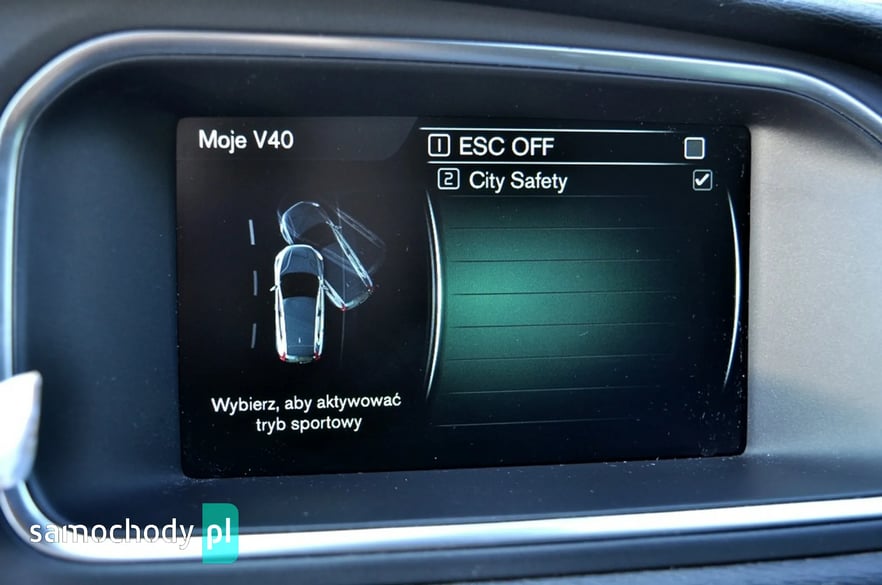 Moje V40
1 ESC OFF
2 City Safety
Wybierz, aby aktywować
tryb sportowy
samochody pl